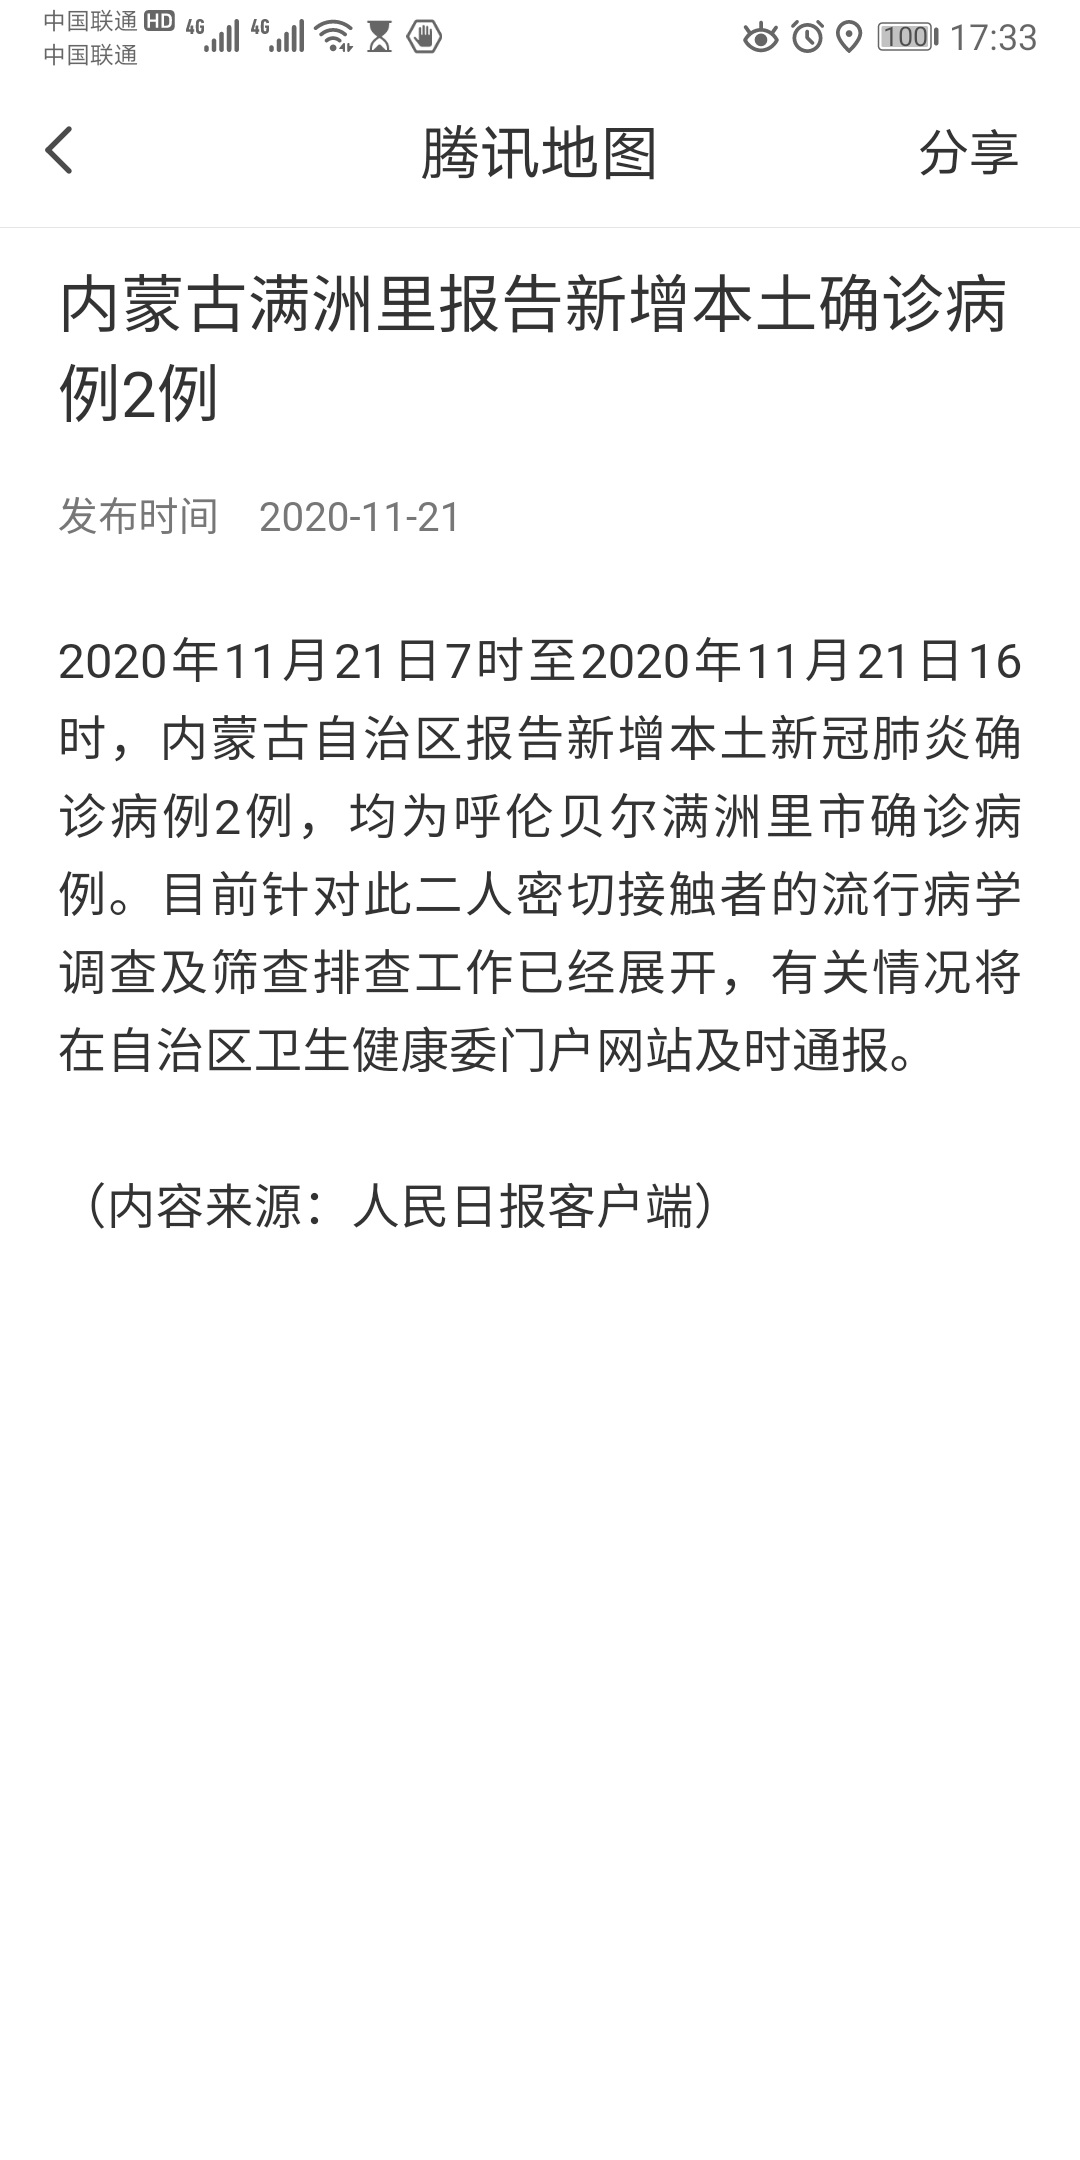 中国联通 HD 4G 4G 100 17:33
中国联通
腾讯地图 分享
内蒙古满洲里报告新增本土确诊病
例2例
发布时间 2020-11-21
2020年11月21日7时至2020年11月21日16
时，内蒙古自治区报告新增本土新冠肺炎确
诊病例2例，均为呼伦贝尔满洲里市确诊病
例。目前针对此二人密切接触者的流行病学
调查及筛查排查工作已经展开，有关情况将
在自治区卫生健康委门户网站及时通报。
（内容来源：人民日报客户端）